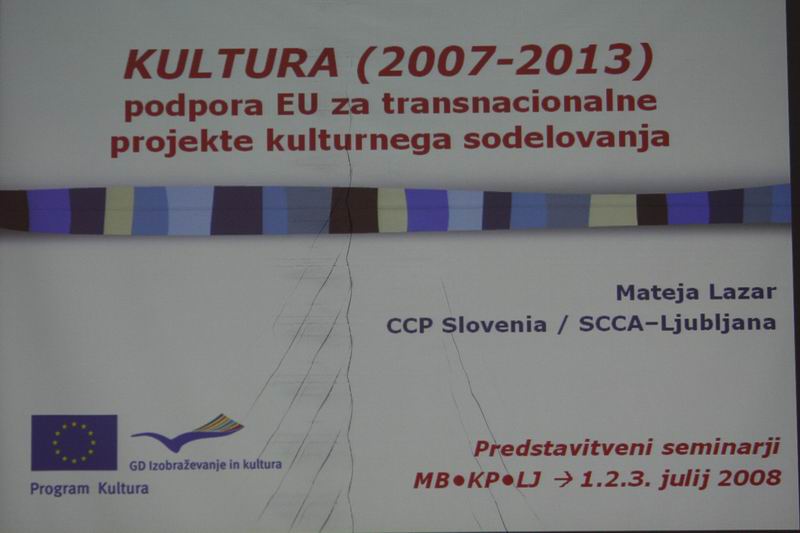 KULTURA (2007-2013)
podpora EU za transnacionalne
projekte kulturnega sodelovanja
Mateja Lazar
CCP Slovenia / SCCA–Ljubljana
GD Izobraževanje in kultura
Program Kultura
Predstavitveni seminarji
MB•KP•LJ → 1.2.3. julij 2008